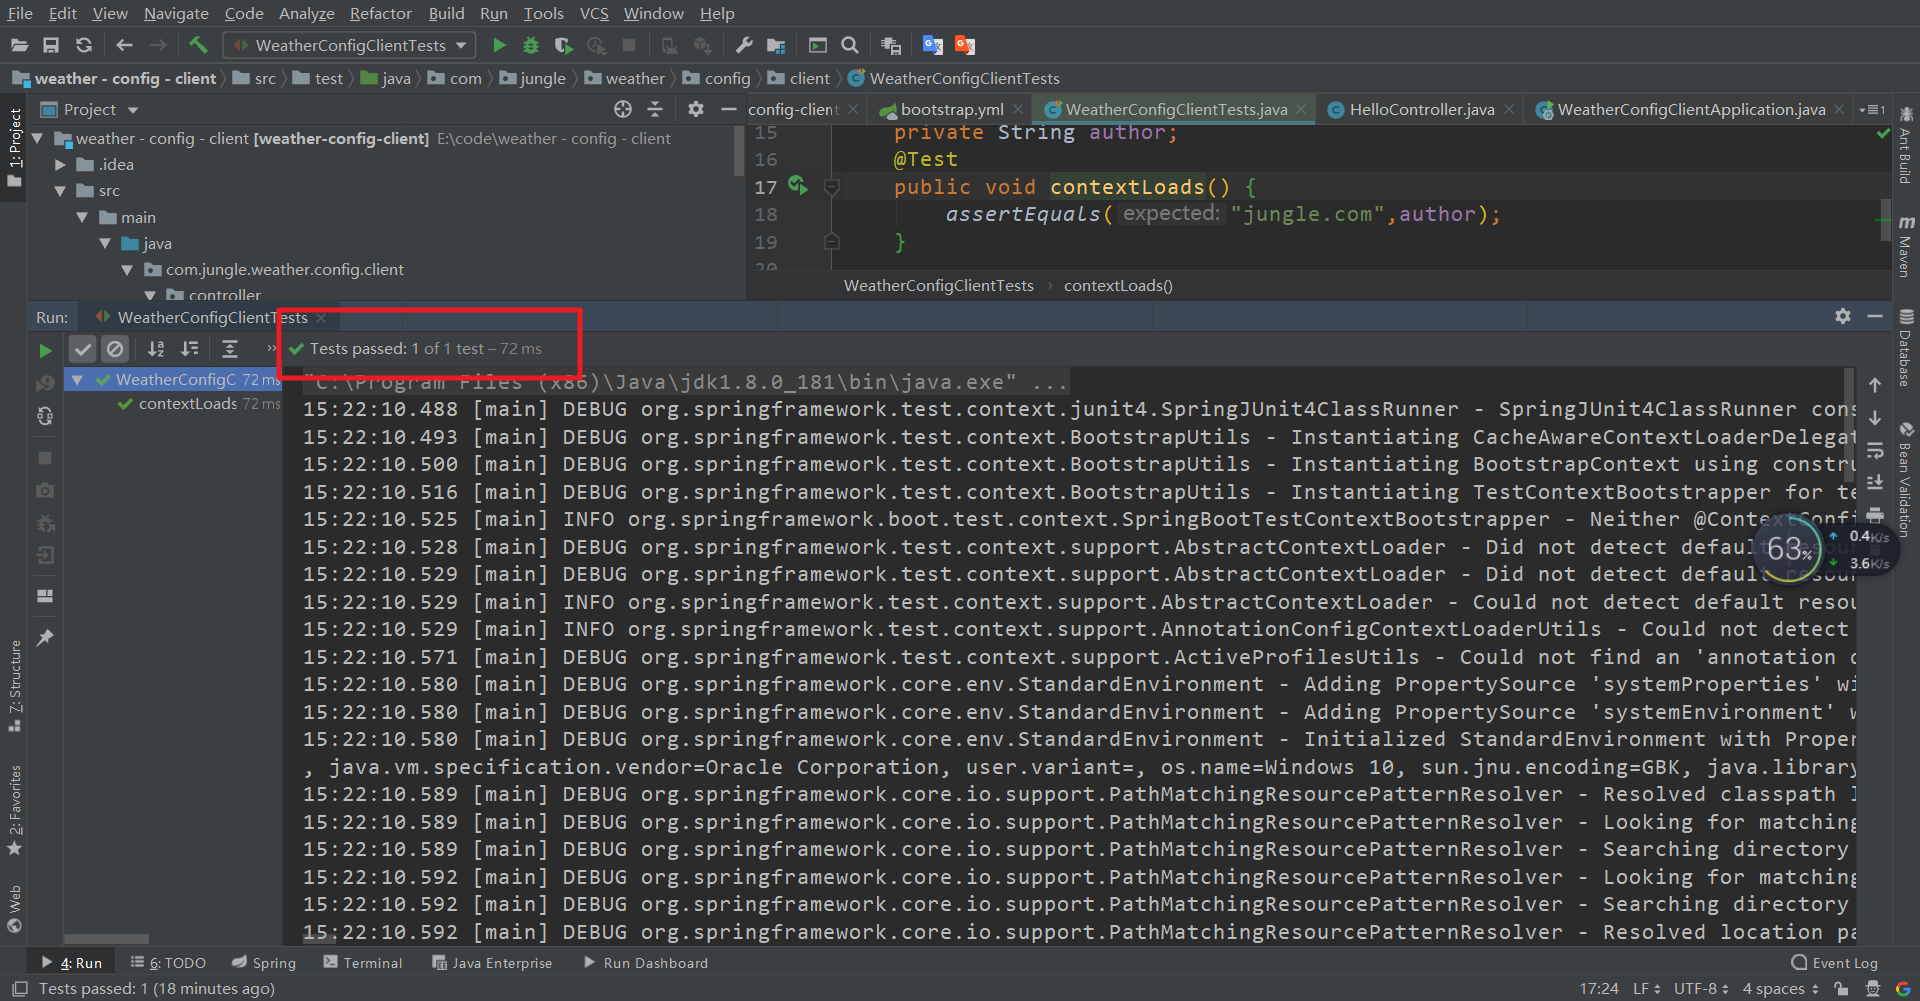 File Edit View Navigate Code Analyze Refactor Build Run Tools VCS Window Help
WeatherConfigClientTests
weather - config - client src test java com jungle weather config client WeatherConfigClientTests
1: Project
Project
config-clien bootstrap.yml WeatherConfigClientTests.java HelloController.java WeatherConfigClientApplication.java 1
weather - config - client [weather-config-client] E:\code\weather - config - client
.idea
src
main
java
com.jungle.weather.config.client
controller
15 private String author;
16 @Test
17 public void contextLoads() {
18 assertEquals( expected: "jungle.com",author);
19 }
20
WeatherConfigClientTests › contextLoads()
Ant Build
Maven
Database
Bean Validation
Run: WeatherConfigClientTests
Tests passed: 1 of 1 test – 72 ms
WeatherConfigC 72 ms
contextLoads 72 ms
"C:\Program Files (x86)\Java\jdk1.8.0_181\bin\java.exe" ...
15:22:10.488 [main] DEBUG org.springframework.test.context.junit4.SpringJUnit4ClassRunner - SpringJUnit4ClassRunner cons
15:22:10.493 [main] DEBUG org.springframework.test.context.BootstrapUtils - Instantiating CacheAwareContextLoaderDelegat
15:22:10.500 [main] DEBUG org.springframework.test.context.BootstrapUtils - Instantiating BootstrapContext using constru
15:22:10.516 [main] DEBUG org.springframework.test.context.BootstrapUtils - Instantiating TestContextBootstrapper for te
15:22:10.525 [main] INFO org.springframework.boot.test.context.SpringBootTestContextBootstrapper - Neither @ContextConfi
15:22:10.528 [main] DEBUG org.springframework.test.context.support.AbstractContextLoader - Did not detect default resour
15:22:10.529 [main] DEBUG org.springframework.test.context.support.AbstractContextLoader - Did not detect default resour
15:22:10.529 [main] INFO org.springframework.test.context.support.AbstractContextLoader - Could not detect default resou
15:22:10.529 [main] INFO org.springframework.test.context.support.AnnotationConfigContextLoaderUtils - Could not detect
15:22:10.571 [main] DEBUG org.springframework.test.context.support.ActiveProfilesUtils - Could not find an 'annotation d
15:22:10.580 [main] DEBUG org.springframework.core.env.StandardEnvironment - Adding PropertySource 'systemProperties' wi
15:22:10.580 [main] DEBUG org.springframework.core.env.StandardEnvironment - Adding PropertySource 'systemEnvironment' w
15:22:10.580 [main] DEBUG org.springframework.core.env.StandardEnvironment - Initialized StandardEnvironment with Proper
, java.vm.specification.vendor=Oracle Corporation, user.variant=, os.name=Windows 10, sun.jnu.encoding=GBK, java.library
15:22:10.589 [main] DEBUG org.springframework.core.io.support.PathMatchingResourcePatternResolver - Resolved classpath l
15:22:10.589 [main] DEBUG org.springframework.core.io.support.PathMatchingResourcePatternResolver - Looking for matching
15:22:10.589 [main] DEBUG org.springframework.core.io.support.PathMatchingResourcePatternResolver - Searching directory
15:22:10.592 [main] DEBUG org.springframework.core.io.support.PathMatchingResourcePatternResolver - Looking for matching
15:22:10.592 [main] DEBUG org.springframework.core.io.support.PathMatchingResourcePatternResolver - Searching directory
15:22:10.592 [main] DEBUG org.springframework.core.io.support.PathMatchingResourcePatternResolver - Resolved location pa
63%
0.4K/s
3.6K/s
7: Structure
2: Favorites
Web
4: Run 6: TODO Spring Terminal Java Enterprise Run Dashboard Event Log
Tests passed: 1 (18 minutes ago) 17:24 LF UTF-8 4 spaces